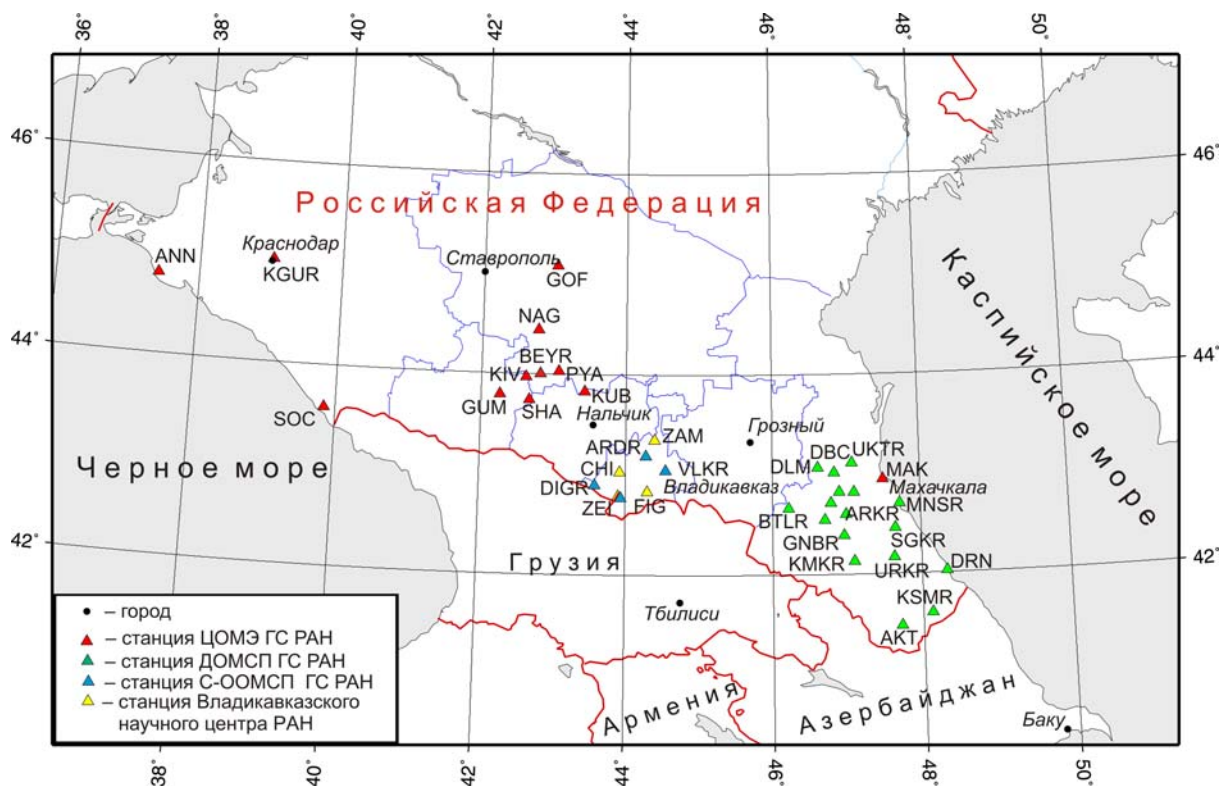 36°
38°
40°
42°
44°
46°
48°
50°
46°
46°
Российская Федерация
Краснодар
ANN
KGUR
Ставрополь
GOF
Каспийское море
NAG
44°
44°
BEYR
KIV
PYA
GUM
SHA
KUB
Нальчик
SOC
Грозный
ARDR
ZAM
Черное море
CHI
VLKR
Владикавказ
DIGR
ZEI
FIG
DLM
DBC
UKTR
MAK
Махачкала
MNSR
BTLR
ARKR
GNBR
SGKR
KMKR
URKR
DRN
42°
42°
Грузия
KSMR
Тбилиси
AKT
– город
– станция ЦОМЭ ГС РАН
– станция ДОМСП ГС РАН
– станция С-ООМСП ГС РАН
– станция Владикавказского
научного центра РАН
Армения
Азербайджан
Баку
38°
40°
42°
44°
46°
48°
50°